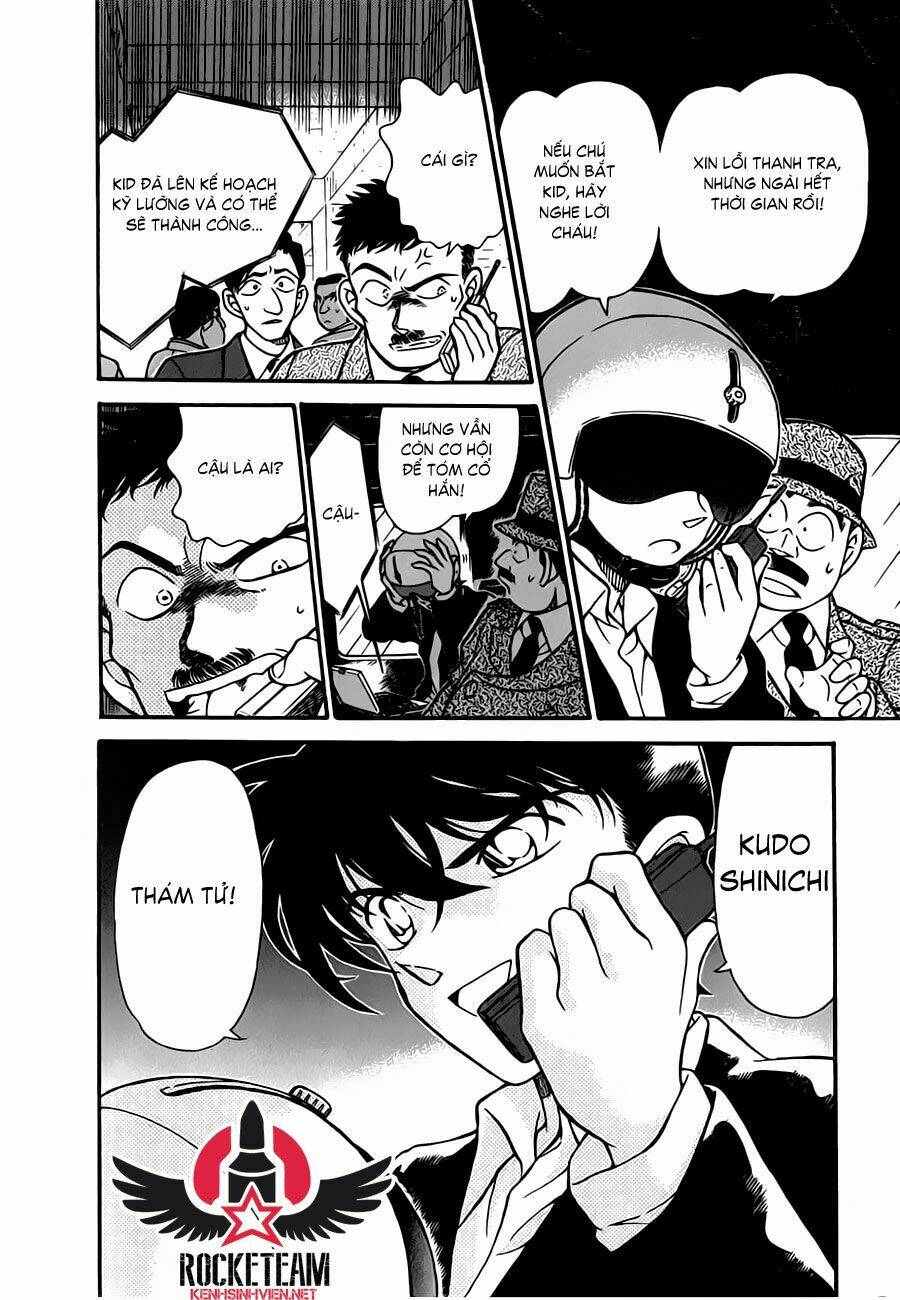 XIN LỖI THANH TRA,
NHƯNG NGÀI HẾT
THỜI GIAN RỒI!
NẾU CHÚ
MUỐN BẮT
KID, HÃY
NGHE LỜI
CHÁU!
CÁI GÌ?
KID ĐÃ LÊN KẾ HOẠCH
KỸ LƯỠNG VÀ CÓ THỂ
SẼ THÀNH CÔNG...
NHƯNG VẪN
CÒN CƠ HỘI
ĐỂ TÓM CỔ
HẮN!
CẬU-
CẬU LÀ AI?
KUDO
SHINICHI
THÁM TỬ!
ROCKETEAM
KENHSINHVIEN.NET